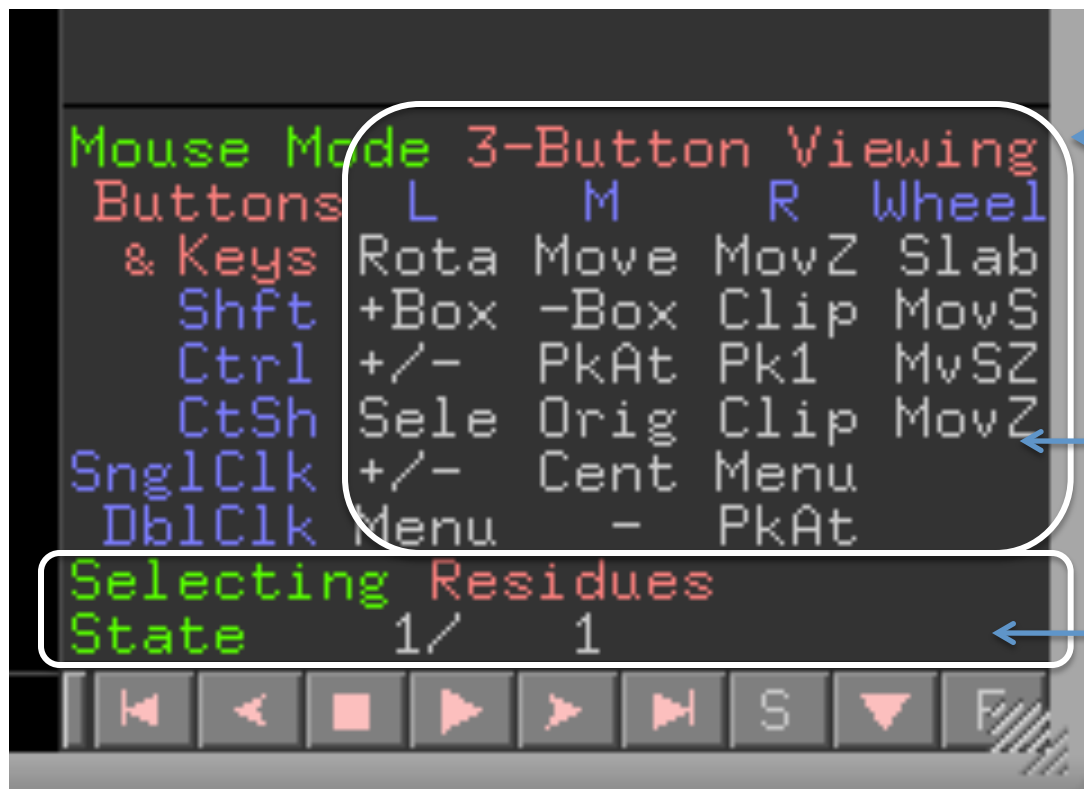 Mouse Mode 3-Button Viewing
Buttons L M R Wheel
& Keys Rota Move MovZ Slab
Shft +Box -Box Clip MovS
Ctrl +/- PkAt Pk1 MvSZ
CtSh Sele Orig Clip MovZ
SnglClk +/- Cent Menu
DblClk Menu - PkAt
Selecting Residues
State 1/ 1
S F